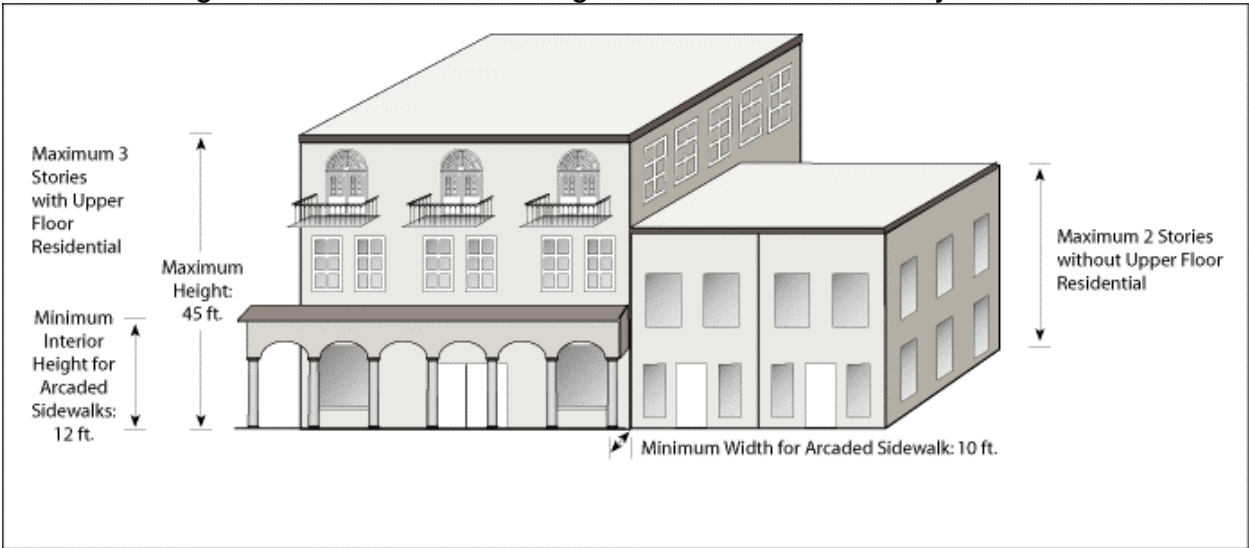 Maximum 3
Stories
with Upper
Floor
Residential
Maximum
Height:
45 ft.
Minimum
Interior
Height for
Arcaded
Sidewalks:
12 ft.
Maximum 2 Stories
without Upper Floor
Residential
Minimum Width for Arcaded Sidewalk: 10 ft.